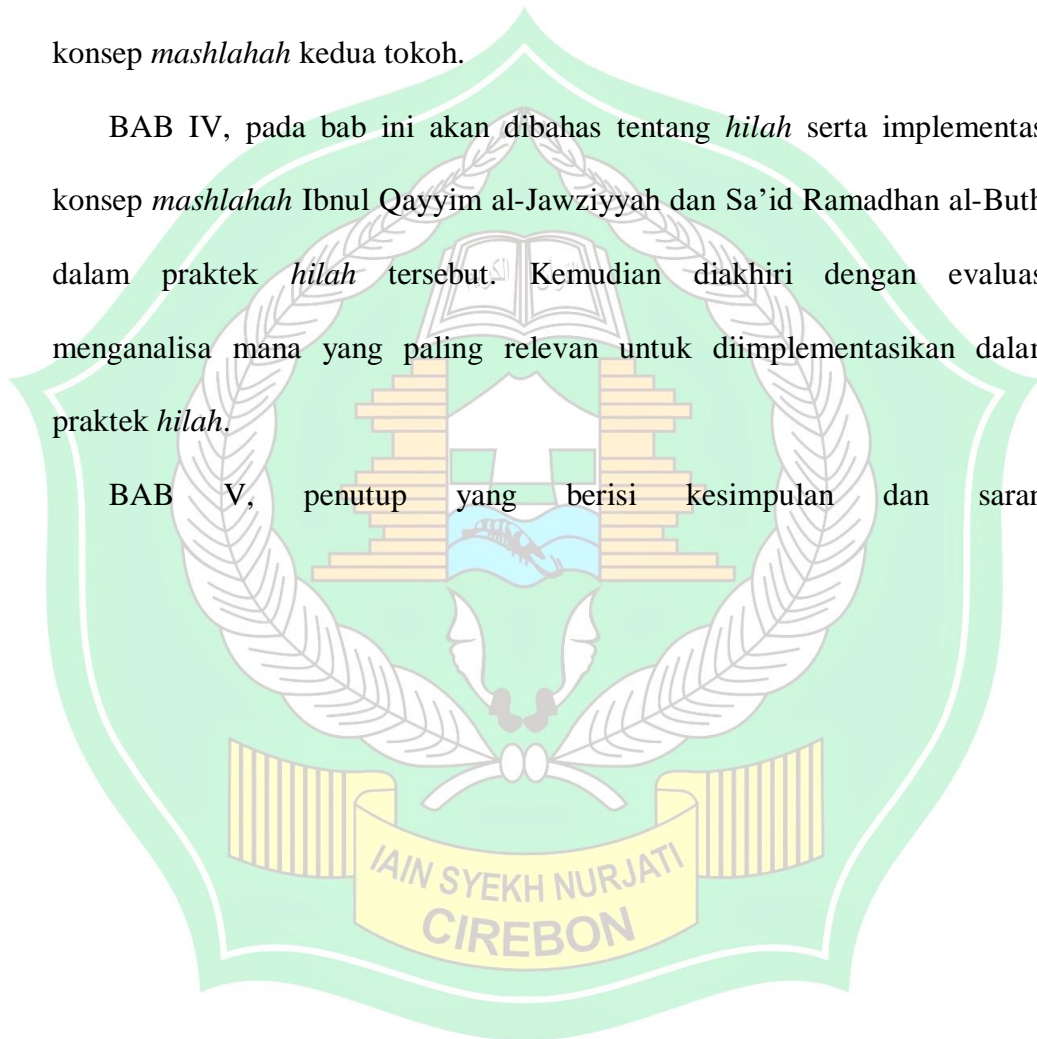 konsep mashlahah kedua tokoh.
BAB IV, pada bab ini akan dibahas tentang hilah serta implementas
konsep mashlahah Ibnul Qayyim al-Jawziyyah dan Sa’id Ramadhan al-Buth
dalam praktek hilah tersebut. Kemudian diakhiri dengan evaluas
menganalisa mana yang paling relevan untuk diimplementasikan dalam
praktek hilah.
BAB V, penutup yang berisi kesimpulan dan saran
IAIN SYEKH NURJATI
CIREBON